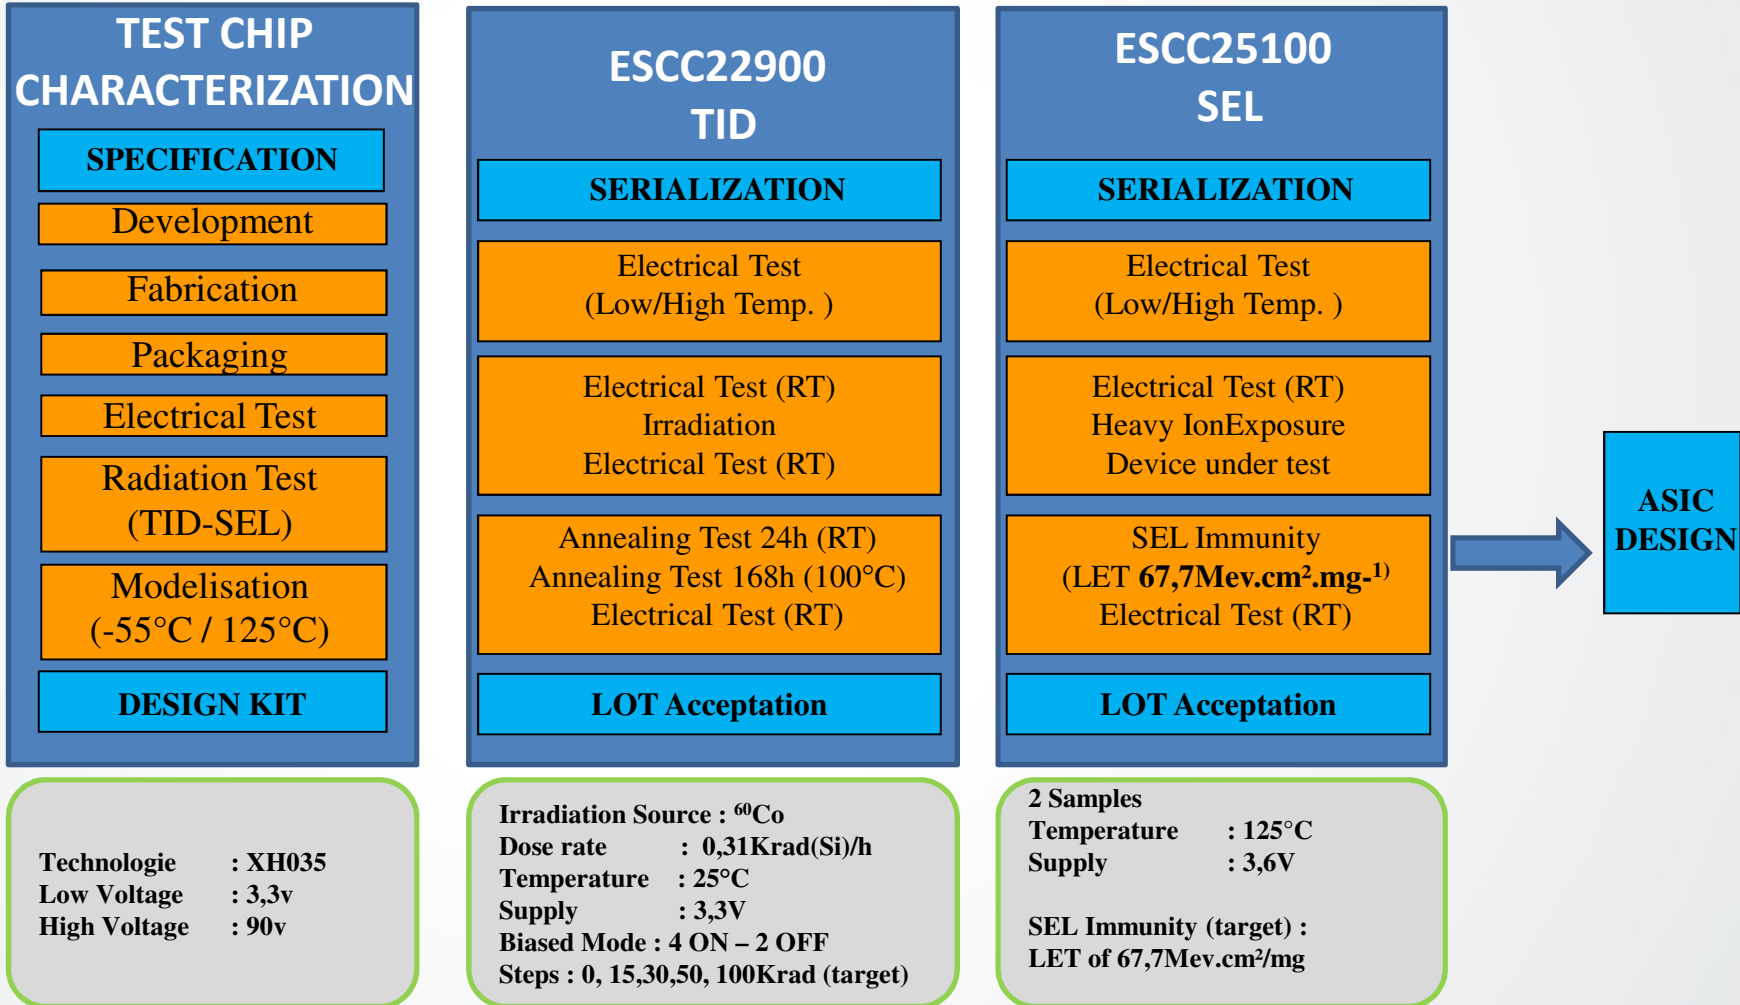 TEST CHIP
CHARACTERIZATION
SPECIFICATION
Development
Fabrication
Packaging
Electrical Test
Radiation Test
(TID-SEL)
Modelisation
(-55°C / 125°C)
DESIGN KIT
Technologie : XH035
Low Voltage : 3,3v
High Voltage : 90v
ESCC22900
TID
SERIALIZATION
Electrical Test
(Low/High Temp. )
Electrical Test (RT)
Irradiation
Electrical Test (RT)
Annealing Test 24h (RT)
Annealing Test 168h (100°C)
Electrical Test (RT)
LOT Acceptation
Irradiation Source : ⁶⁰Co
Dose rate : 0,31Krad(Si)/h
Temperature : 25°C
Supply : 3,3V
Biased Mode : 4 ON – 2 OFF
Steps : 0, 15,30,50, 100Krad (target)
ESCC25100
SEL
SERIALIZATION
Electrical Test
(Low/High Temp. )
Electrical Test (RT)
Heavy IonExposure
Device under test
SEL Immunity
(LET 67,7Mev.cm².mg-¹⁾
Electrical Test (RT)
LOT Acceptation
2 Samples
Temperature : 125°C
Supply : 3,6V
SEL Immunity (target) :
LET of 67,7Mev.cm²/mg
ASIC
DESIGN